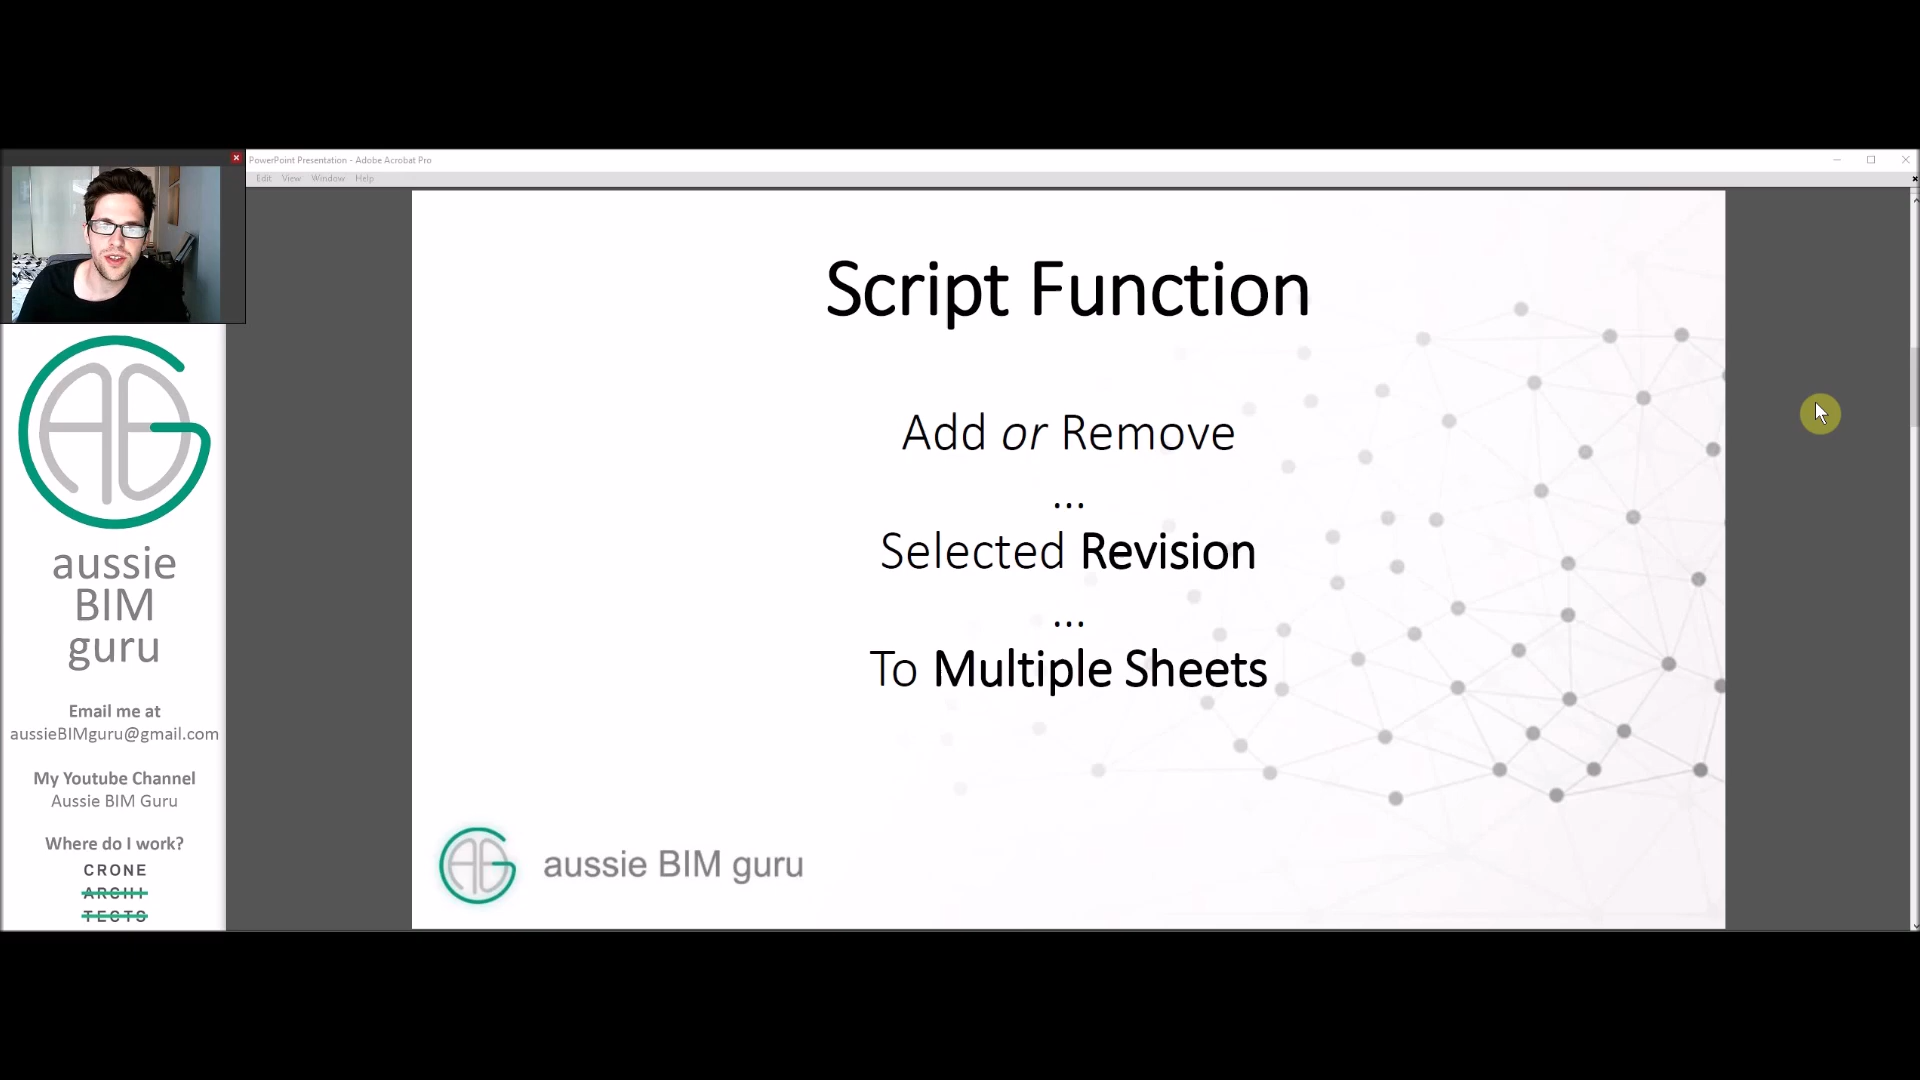 PowerPoint Presentation - Adobe Acrobat Pro
Edit View Window Help
Script Function
Add or Remove
...
Selected Revision
...
To Multiple Sheets
aussie BIM guru
aussie
BIM
guru
Email me at
aussieBIMguru@gmail.com
My Youtube Channel
Aussie BIM Guru
Where do I work?
CRONE
ARCHI
TECTS